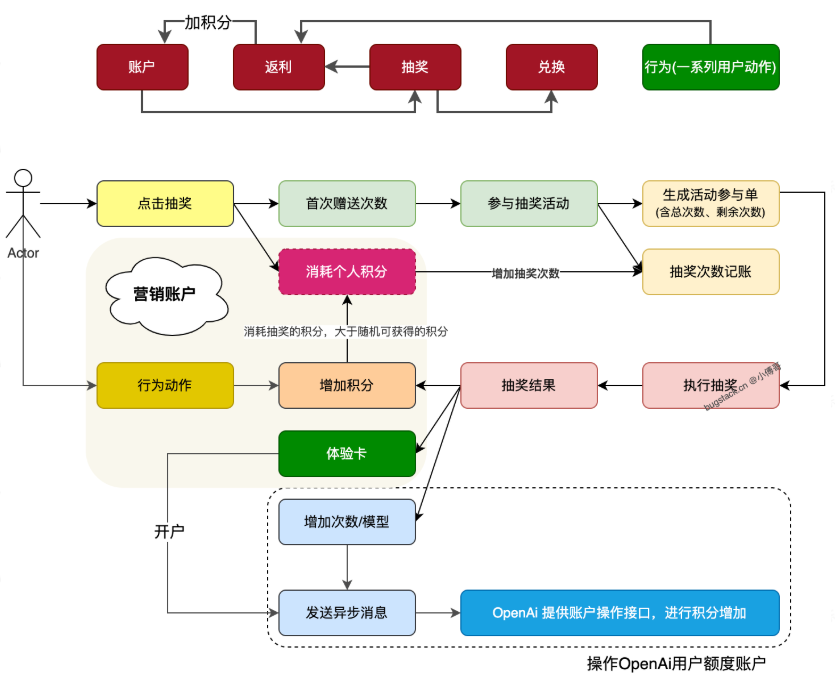 加积分
账户
返利
抽奖
兑换
行为(一系列用户动作)
Actor
点击抽奖
首次赠送次数
参与抽奖活动
生成活动参与单
(含总次数、剩余次数)
营销账户
消耗个人积分
增加抽奖次数
抽奖次数记账
消耗抽奖的积分，大于随机可获得的积分
行为动作
增加积分
抽奖结果
执行抽奖
bugstack.cn @小傅哥
体验卡
开户
增加次数/模型
发送异步消息
OpenAi 提供账户操作接口，进行积分增加
操作OpenAi用户额度账户